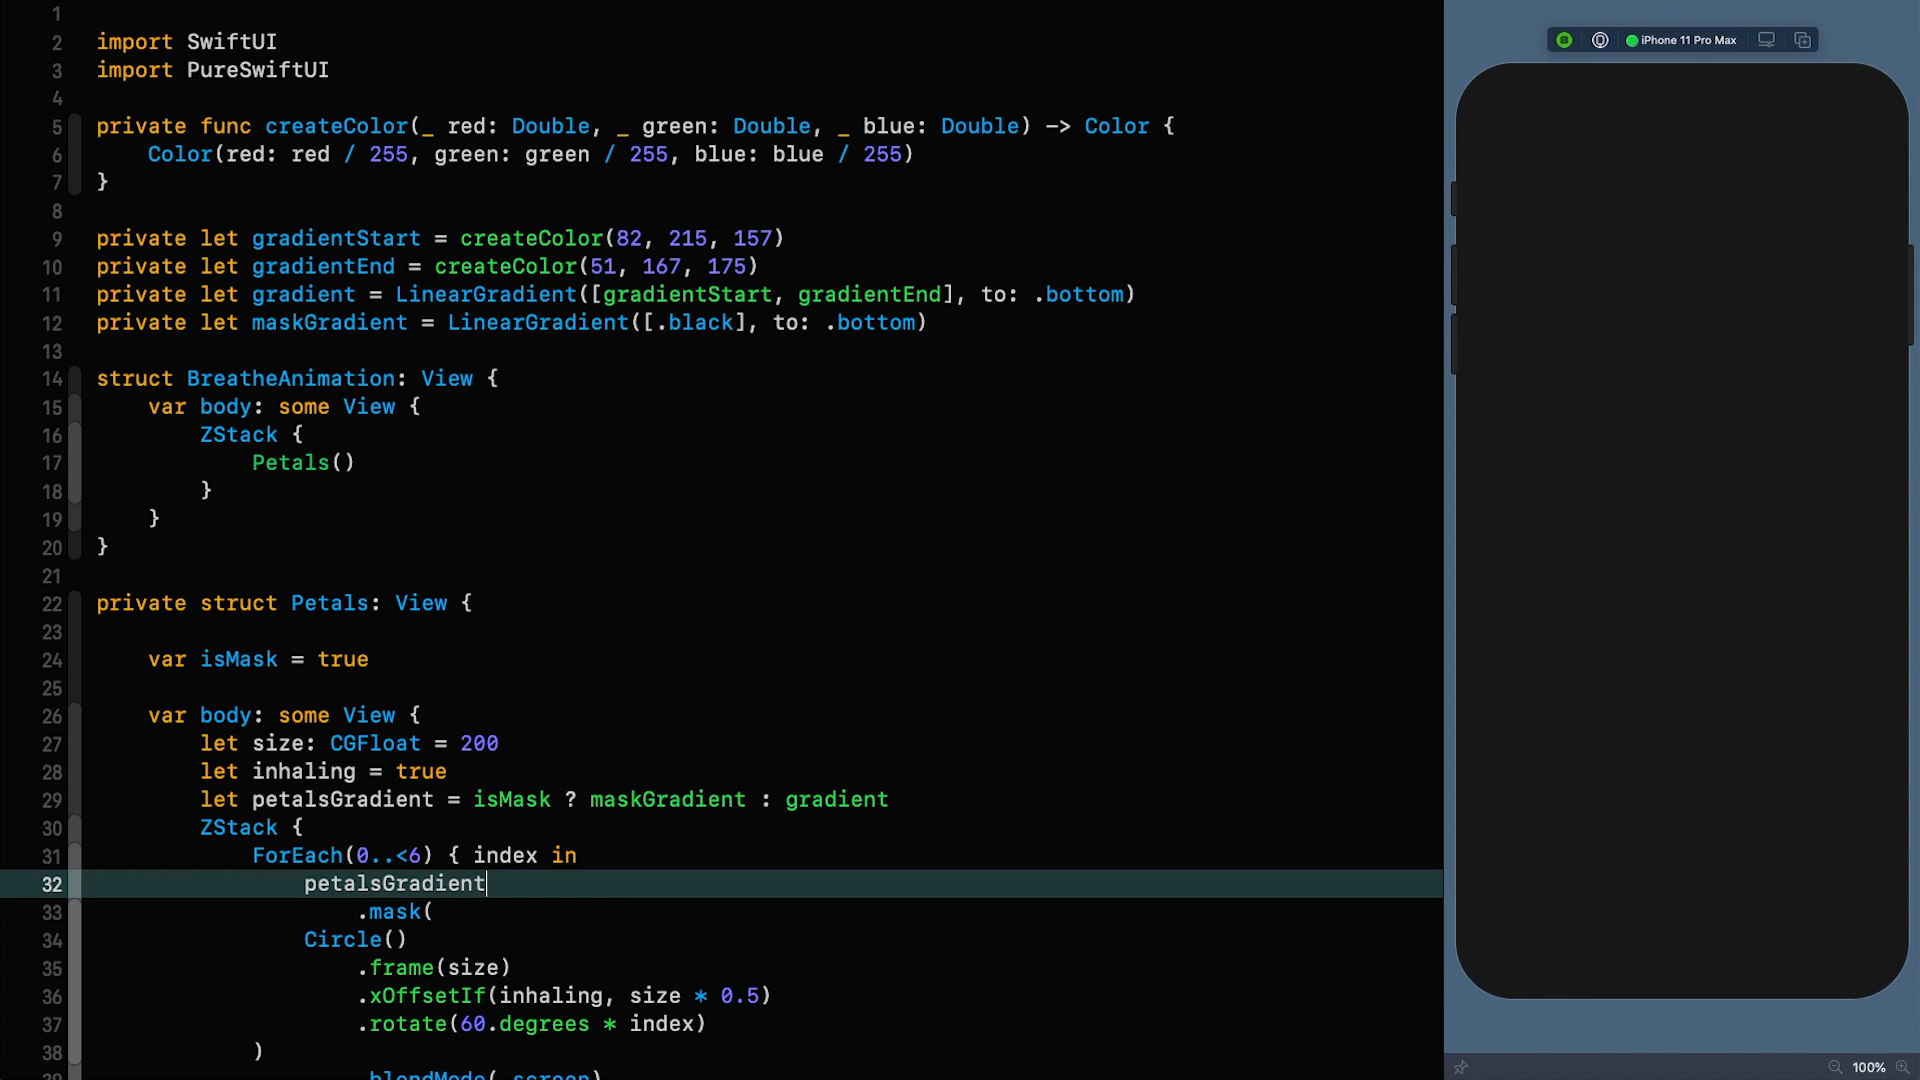 1
2 import SwiftUI
3 import PureSwiftUI
4
5 private func createColor(_ red: Double, _ green: Double, _ blue: Double) -> Color {
6     Color(red: red / 255, green: green / 255, blue: blue / 255)
7 }
8
9 private let gradientStart = createColor(82, 215, 157)
10 private let gradientEnd = createColor(51, 167, 175)
11 private let gradient = LinearGradient([gradientStart, gradientEnd], to: .bottom)
12 private let maskGradient = LinearGradient([.black], to: .bottom)
13
14 struct BreatheAnimation: View {
15     var body: some View {
16         ZStack {
17             Petals()
18         }
19     }
20 }
21
22 private struct Petals: View {
23
24     var isMask = true
25
26     var body: some View {
27         let size: CGFloat = 200
28         let inhaling = true
29         let petalsGradient = isMask ? maskGradient : gradient
30         ZStack {
31             ForEach(0..<6) { index in
32                 petalsGradient
33                     .mask(
34                 Circle()
35                     .frame(size)
36                     .xOffsetIf(inhaling, size * 0.5)
37                     .rotate(60.degrees * index)
38             )
39                     .blendMode(.screen)
iPhone 11 Pro Max
100%